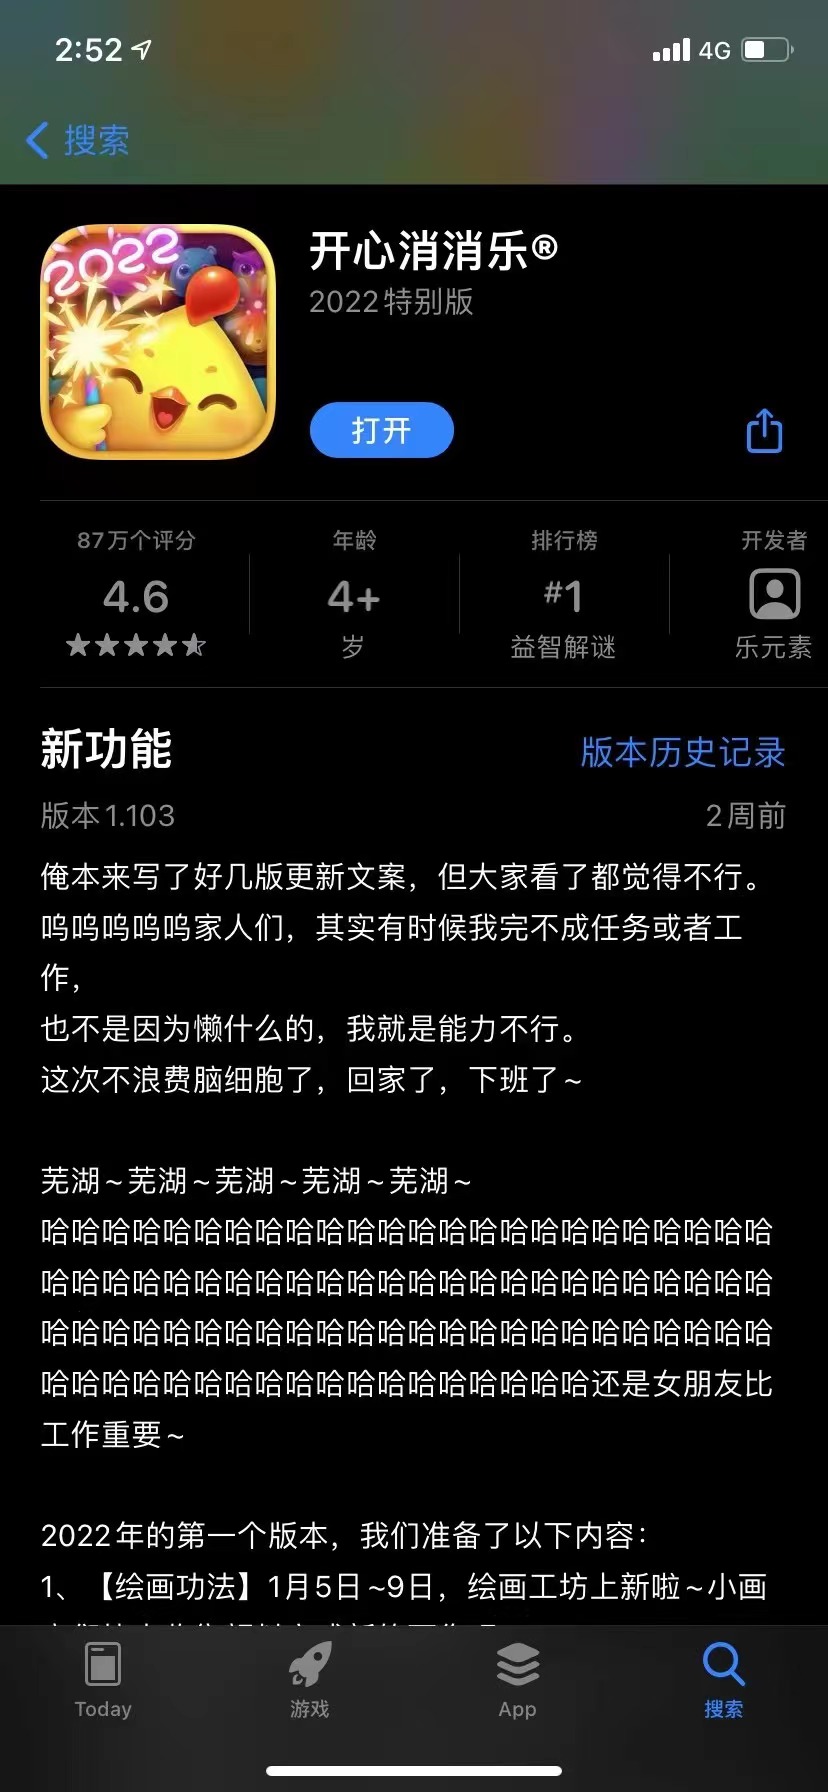 2:52
4G
搜索
2022
开心消消乐®
2022特别版
打开
87万个评分
4.6
年龄
4+
岁
排行榜
#1
益智解谜
开发者
乐元素
新功能
版本历史记录
版本1.103
2周前
俺本来写了好几版更新文案，但大家看了都觉得不行。
呜呜呜呜呜家人们，其实有时候我完不成任务或者工
作，
也不是因为懒什么的，我就是能力不行。
这次不浪费脑细胞了，回家了，下班了~
芜湖~芜湖~芜湖~芜湖~芜湖~
哈哈哈哈哈哈哈哈哈哈哈哈哈哈哈哈哈哈哈哈哈哈哈哈
哈哈哈哈哈哈哈哈哈哈哈哈哈哈哈哈哈哈哈哈哈哈哈哈
哈哈哈哈哈哈哈哈哈哈哈哈哈哈哈哈哈哈哈哈哈哈哈哈
哈哈哈哈哈哈哈哈哈哈哈哈哈哈哈哈哈哈还是女朋友比
工作重要~
2022年的第一个版本，我们准备了以下内容：
1、【绘画功法】1月5日~9日，绘画工坊上新啦~小画
Today
游戏
App
搜索